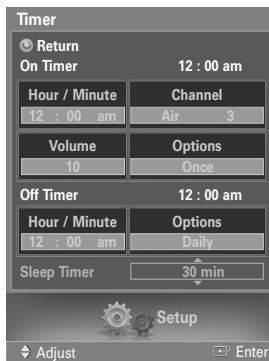 Timer
Return
On Timer 12 : 00 am
Hour / Minute Channel
12 : 00 am Air 3
Volume Options
10 Once
Off Timer 12 : 00 am
Hour / Minute Options
12 : 00 am Daily
Sleep Timer 30 min
Setup
Adjust Enter